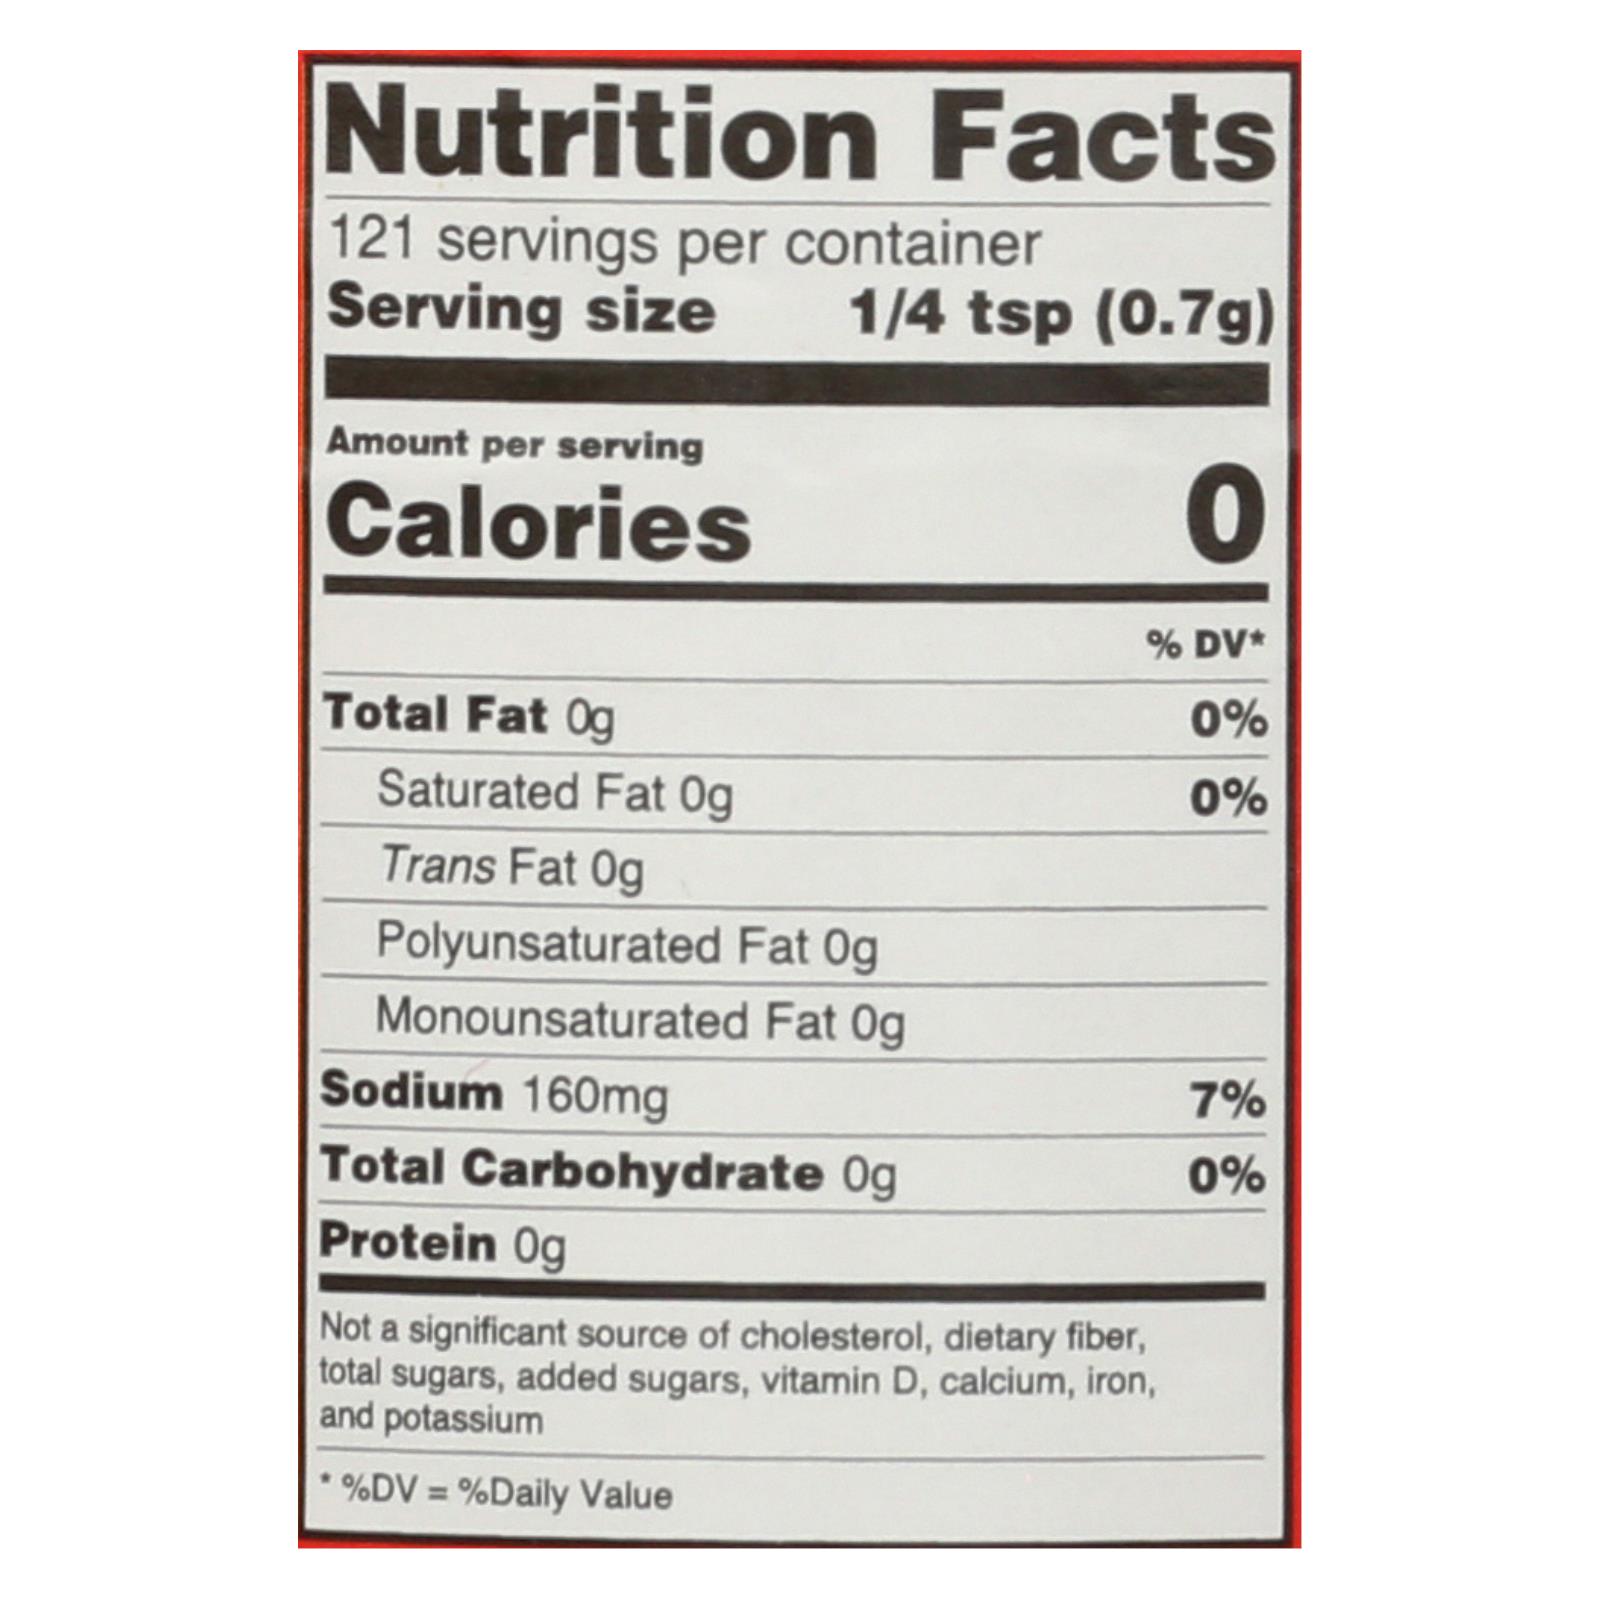 Nutrition Facts
121 servings per container
Serving size 1/4 tsp (0.7g)
Amount per serving
Calories 0
% DV*
Total Fat 0g 0%
Saturated Fat 0g 0%
Trans Fat 0g
Polyunsaturated Fat 0g
Monounsaturated Fat 0g
Sodium 160mg 7%
Total Carbohydrate 0g 0%
Protein 0g
Not a significant source of cholesterol, dietary fiber,
total sugars, added sugars, vitamin D, calcium, iron,
and potassium
* %DV = %Daily Value